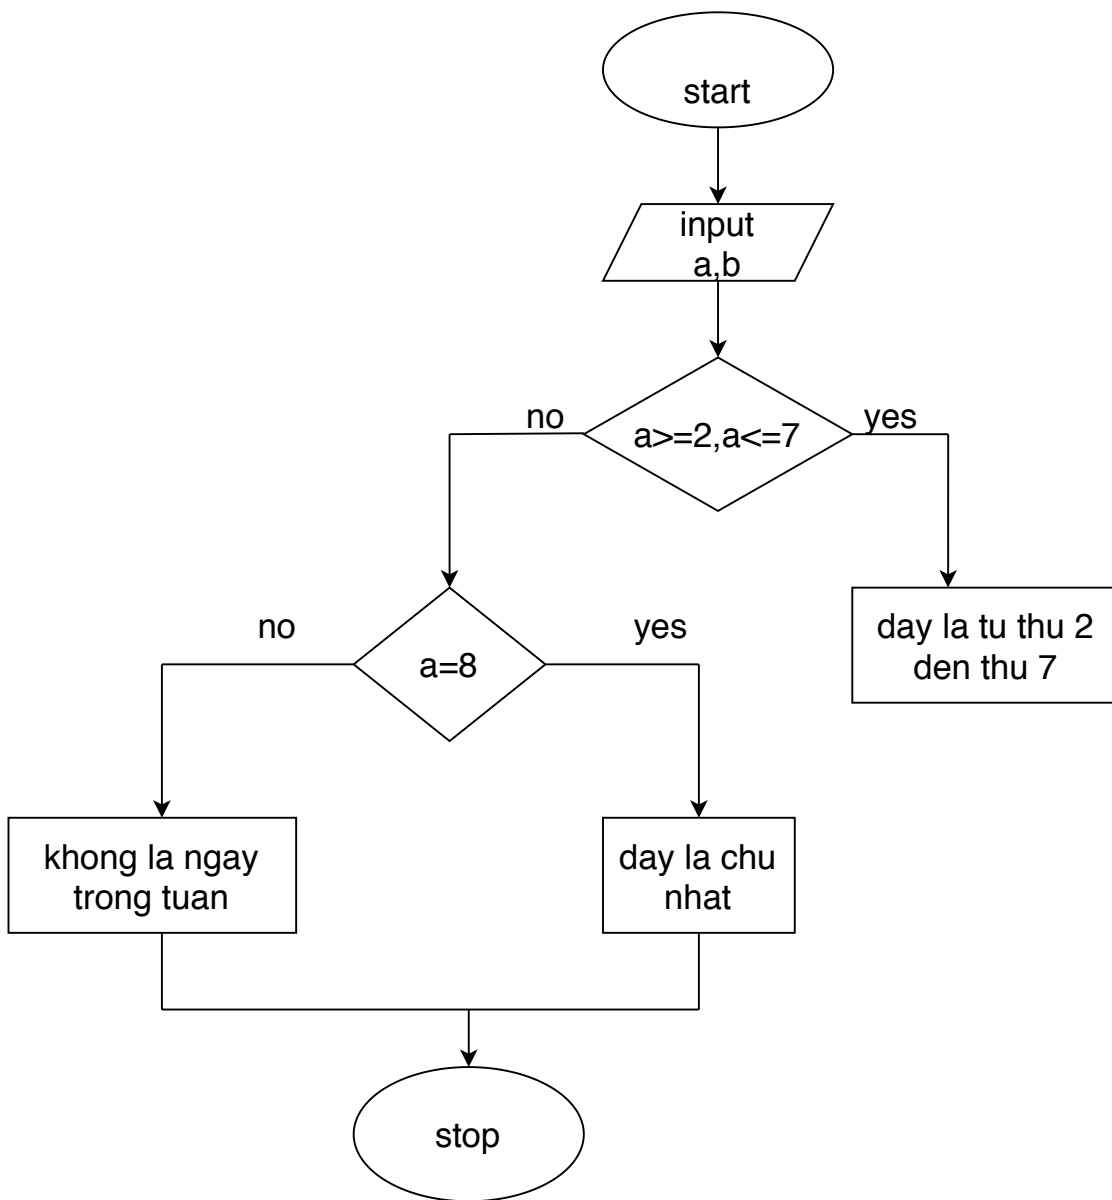 start
input
a,b
no
a>=2,a<=7
yes
no
a=8
yes
day la tu thu 2
den thu 7
khong la ngay
trong tuan
day la chu
nhat
stop